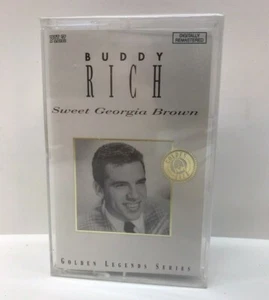 DIGITALLY
REMASTERED
BUDDY
RICH
Sweet Georgia Brown
GOLDEN LEGENDS SERIES